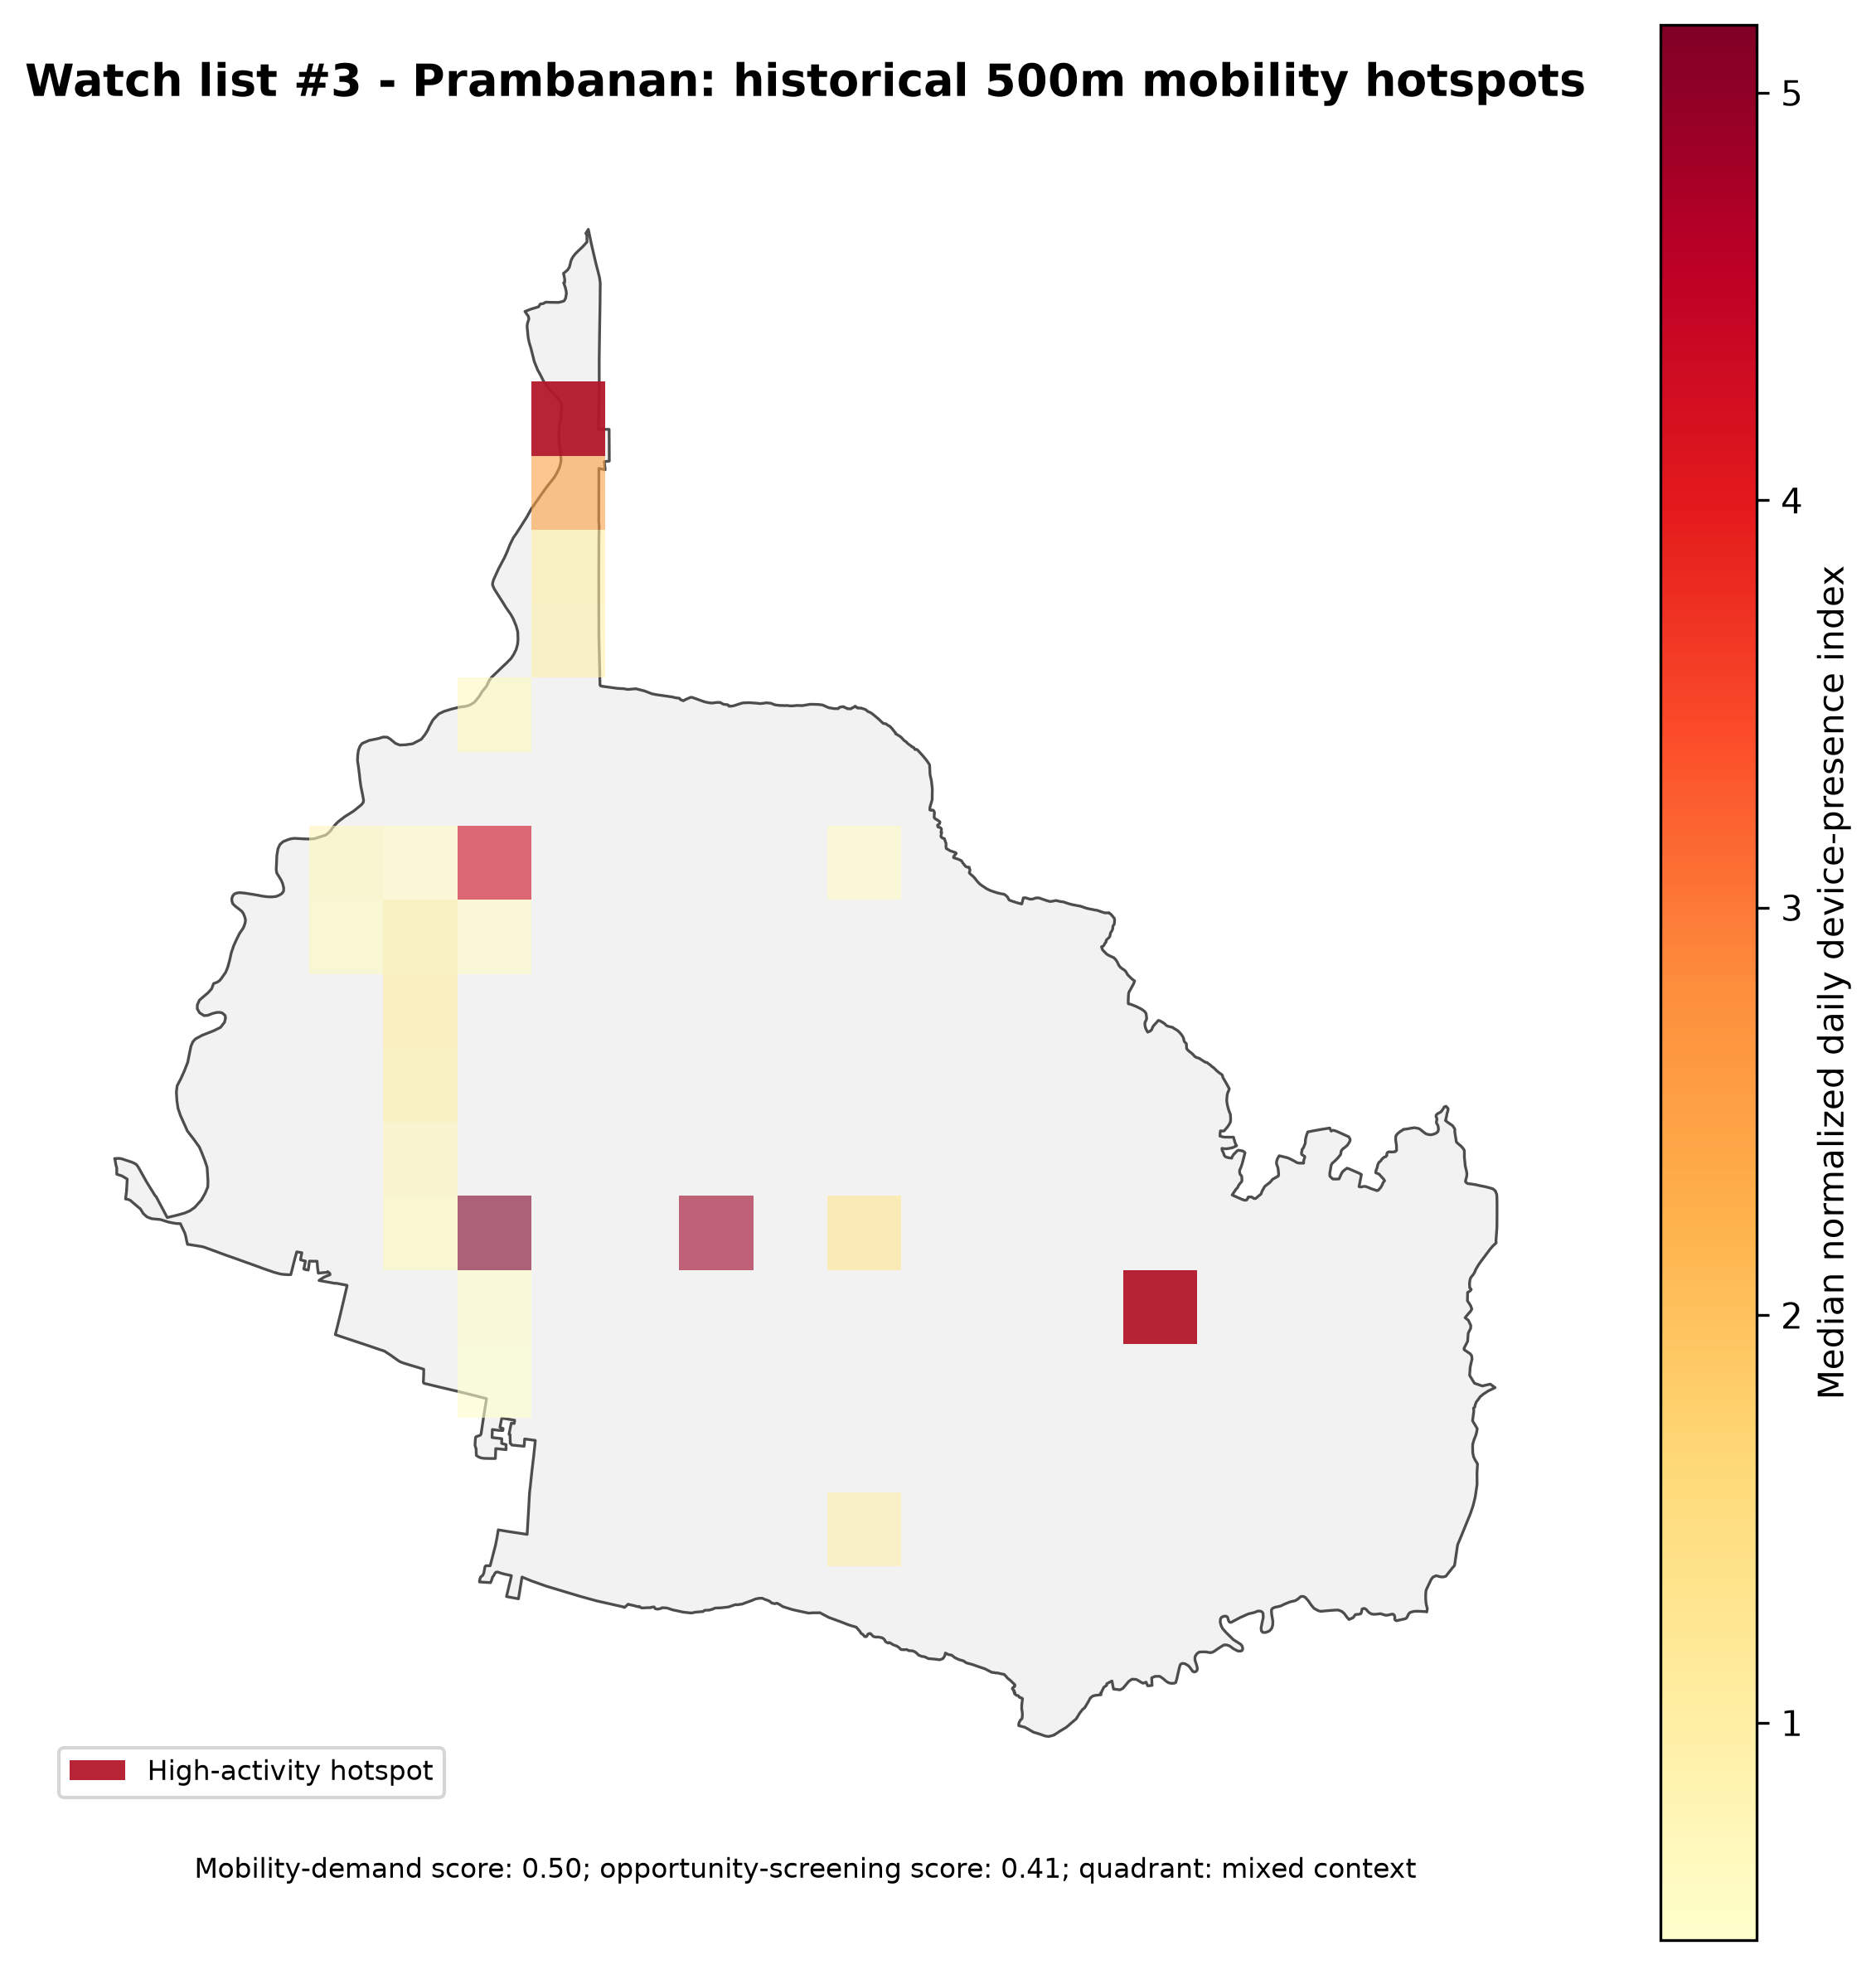 Watch list #3 - Prambanan: historical 500m mobility hotspots
5
4
3
2
1
Median normalized daily device-presence index
High-activity hotspot
Mobility-demand score: 0.50; opportunity-screening score: 0.41; quadrant: mixed context